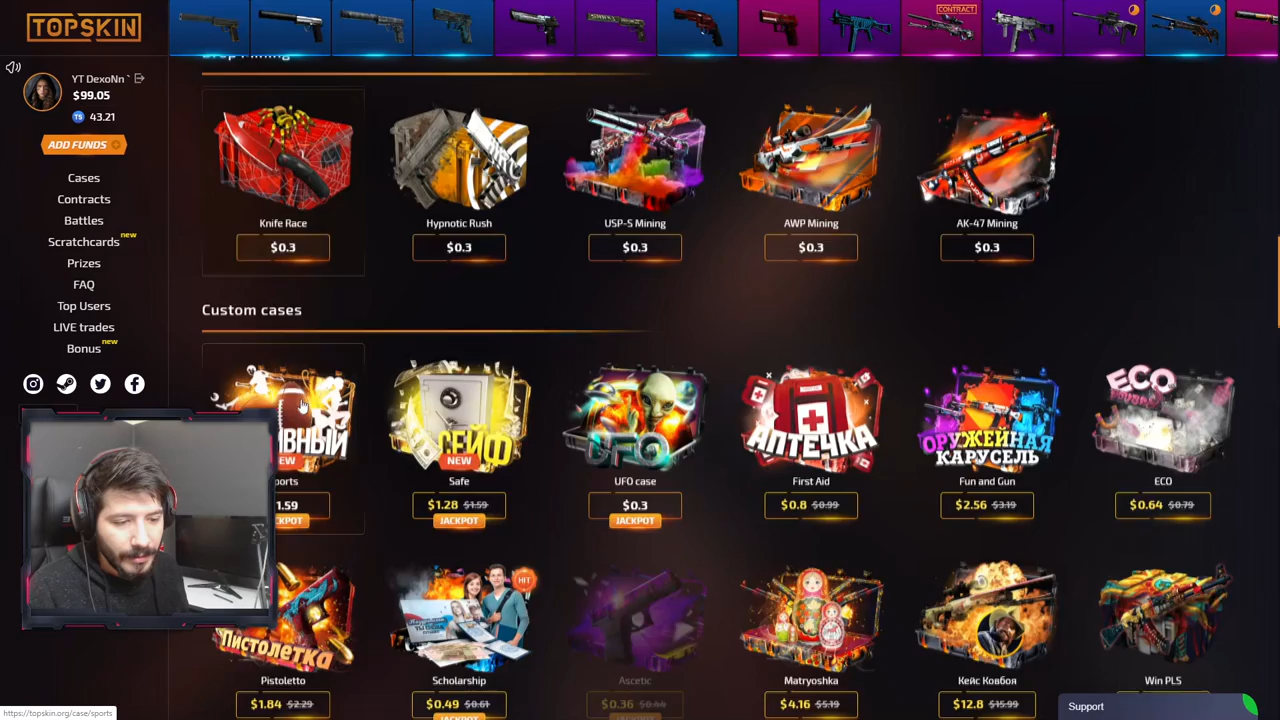 TOPSKIN
CONTRACT
YT DexoNn `
$99.05
TS 43.21
ADD FUNDS
Cases
Contracts
Battles
Scratchcards new
Prizes
FAQ
Top Users
LIVE trades
Bonus new
Drop Mining
Knife Race
$0.3
Hypnotic Rush
$0.3
USP-S Mining
$0.3
AWP Mining
$0.3
AK-47 Mining
$0.3
Custom cases
ИВНЫЙ
NEW
ports
1.59
JACKPOT
СЕЙФ
NEW
Safe
$1.28 $1.59
JACKPOT
UFO
UFO case
$0.3
JACKPOT
АПТЕЧКА
First Aid
$0.8 $0.99
ОРУЖЕЙНАЯ
КАРУСЕЛЬ
Fun and Gun
$2.56 $3.19
ECO
ECO
$0.64 $0.79
Пистолетка
Pistoletto
$1.84 $2.29
HIT
Scholarship
$0.49 $0.61
JACKPOT
Ascetic
$0.36 $0.44
JACKPOT
Matryoshka
$4.16 $5.19
Кейс Ковбоя
$12.8 $15.99
Win PLS
Support
https://topskin.org/case/sports